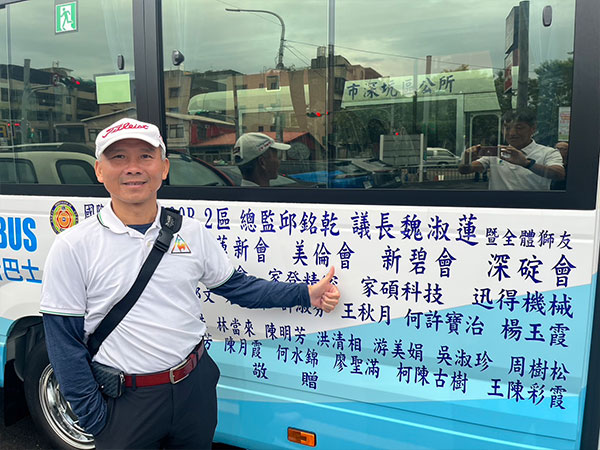 市深坑區公所
Titleist
BUS
巴士
國際
2區 總監邱銘乾 議長魏淑蓮 暨全體獅友
新會 美倫會 新碧會 深碇會
家碩科技 迅得機械
王秋月 何許寶治 楊玉霞
林當來 陳明芳 洪清相 游美娟 吳淑珍 周樹松
陳月霞 何水錦 廖聖滿 柯陳古樹 王陳彩霞
敬 贈